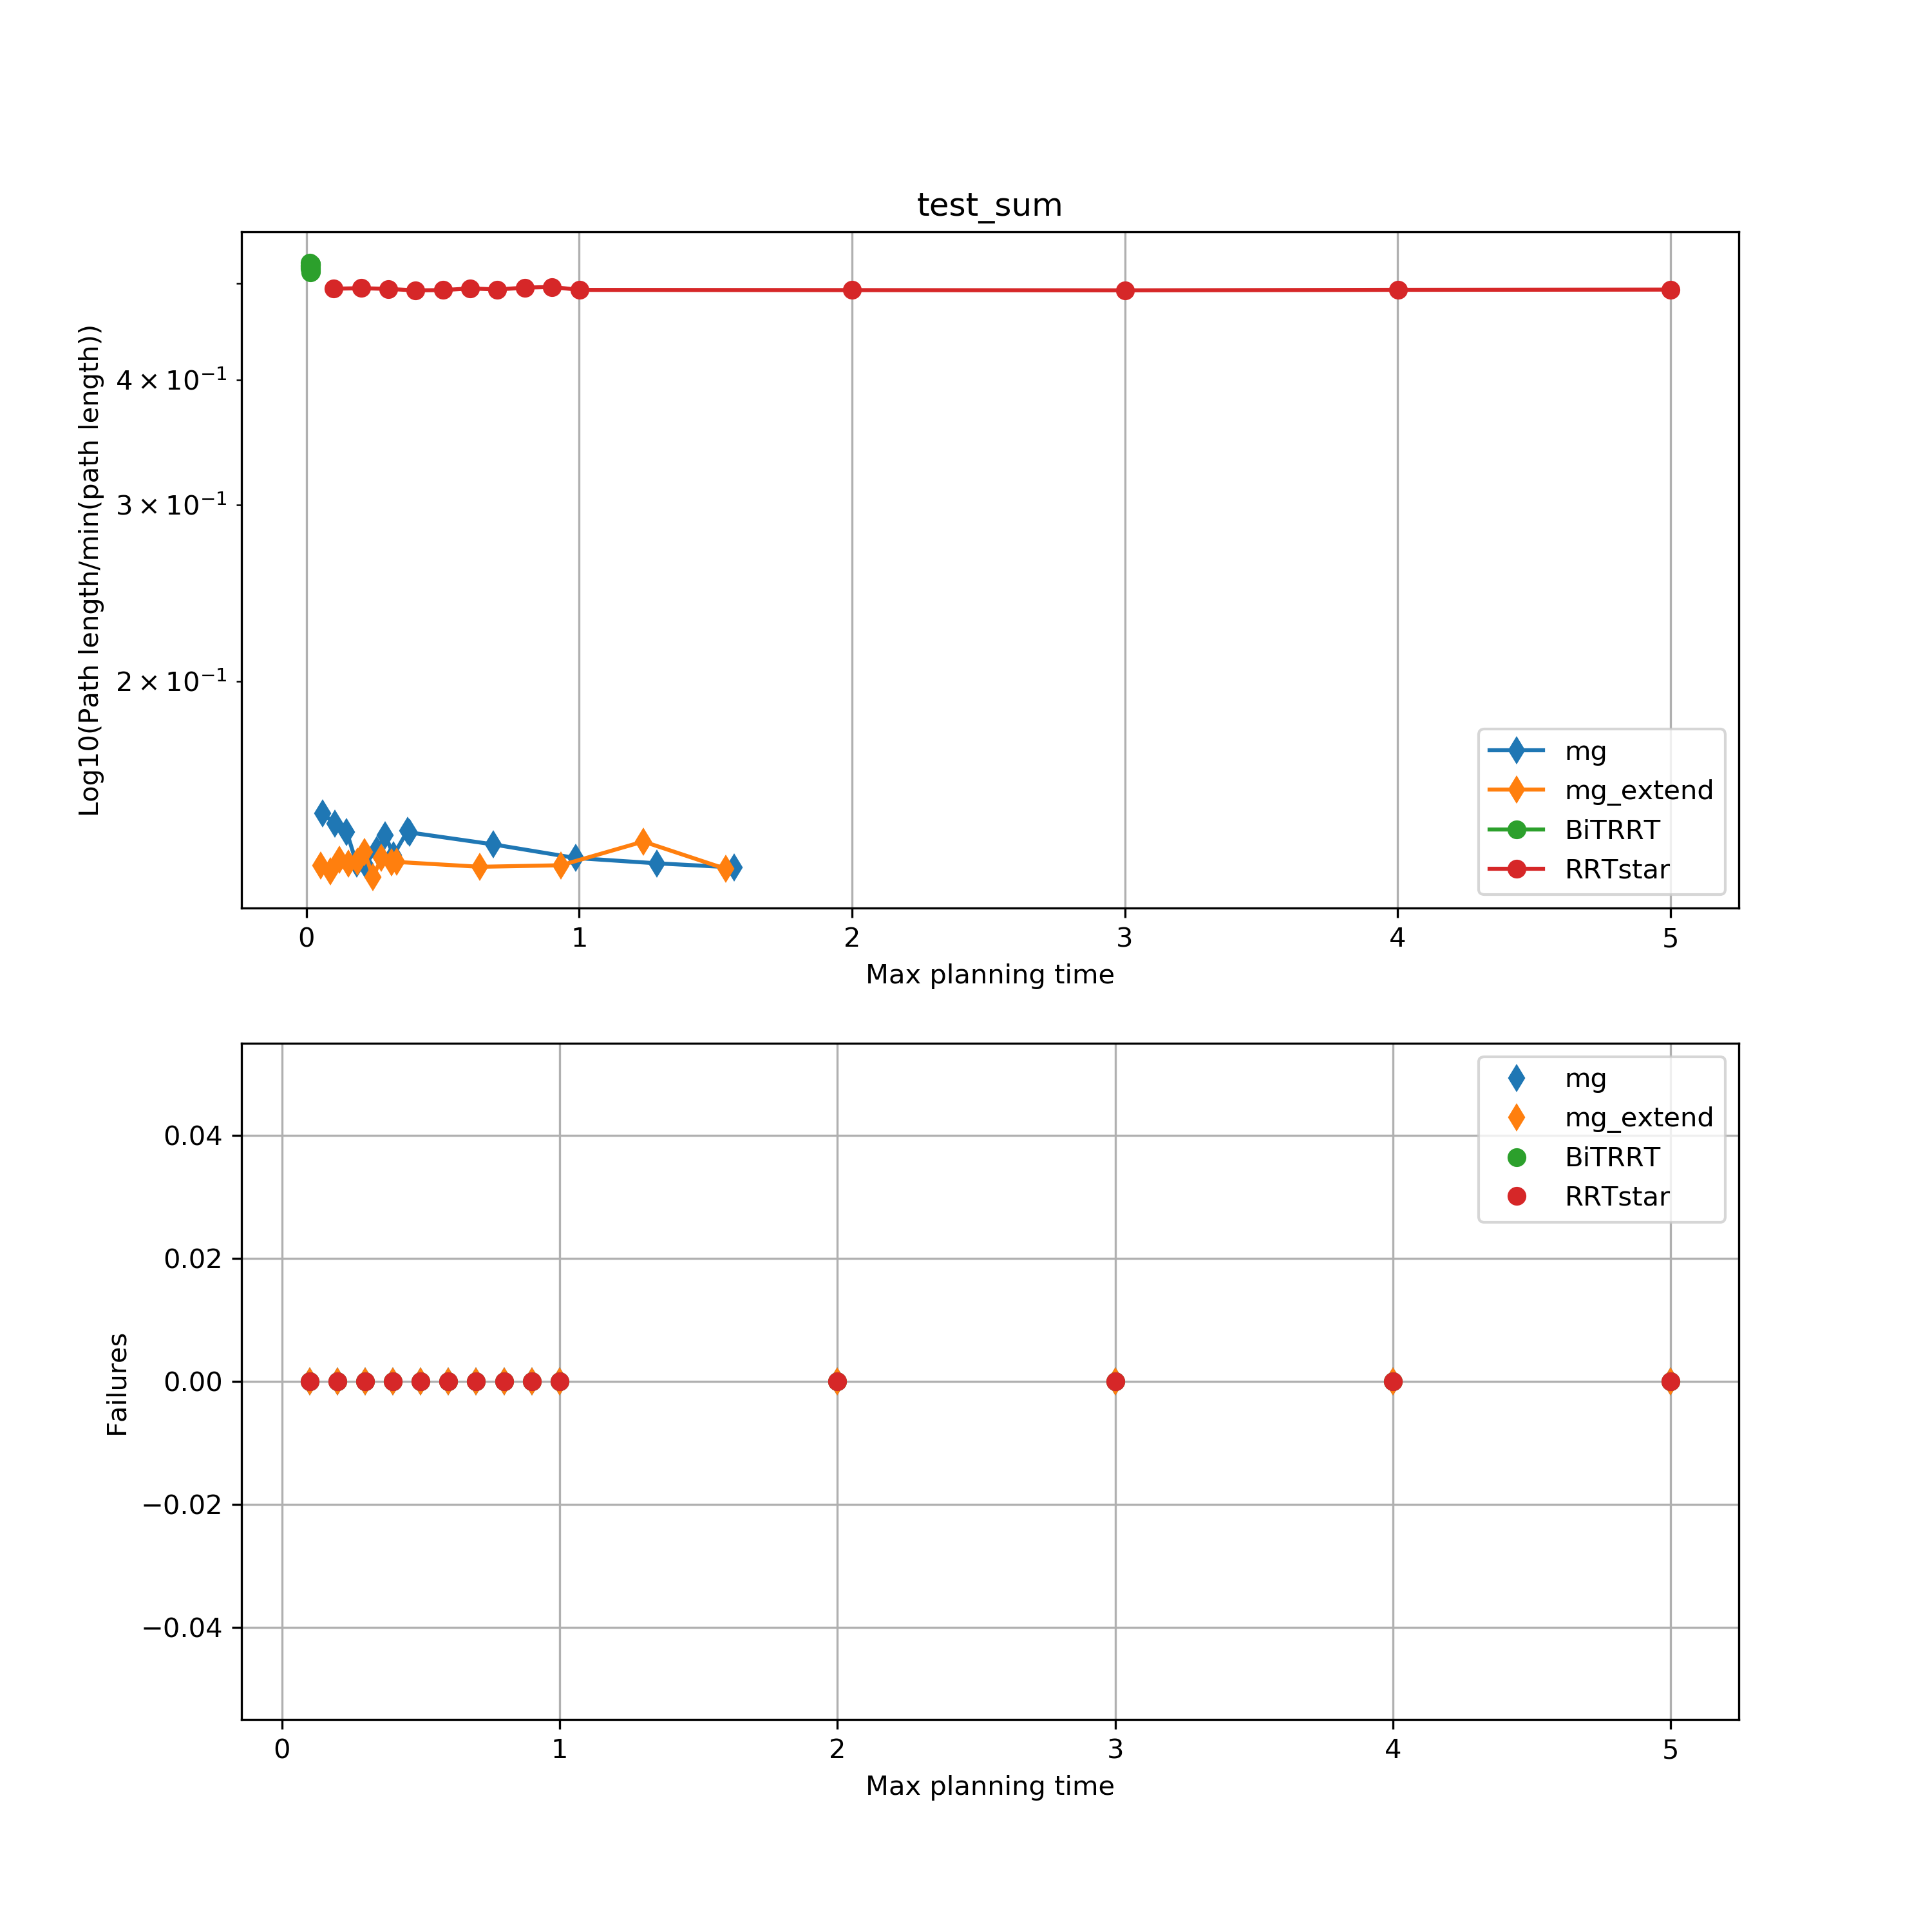 test_sum
Log10(Path length/min(path length))
4 × 10⁻¹
3 × 10⁻¹
2 × 10⁻¹
mg
mg_extend
BiTRRT
RRTstar
0 1 2 3 4 5
Max planning time
Failures
0.04
0.02
0.00
−0.02
−0.04
mg
mg_extend
BiTRRT
RRTstar
0 1 2 3 4 5
Max planning time